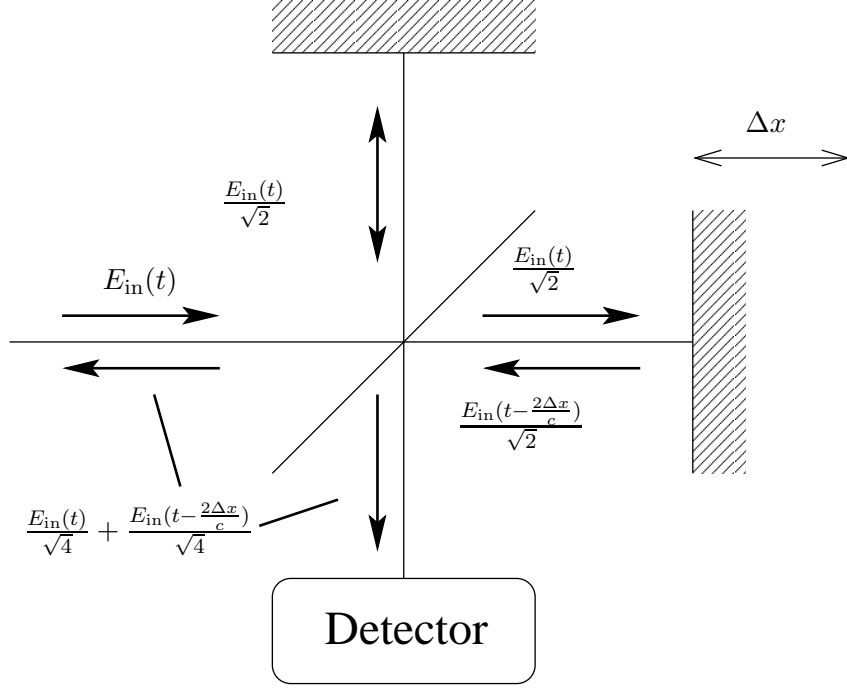 Δx
E_in(t)/√2
E_in(t)/√2
E_in(t)
E_in(t−2Δx/c)/√2
E_in(t)/√4 + E_in(t−2Δx/c)/√4
Detector